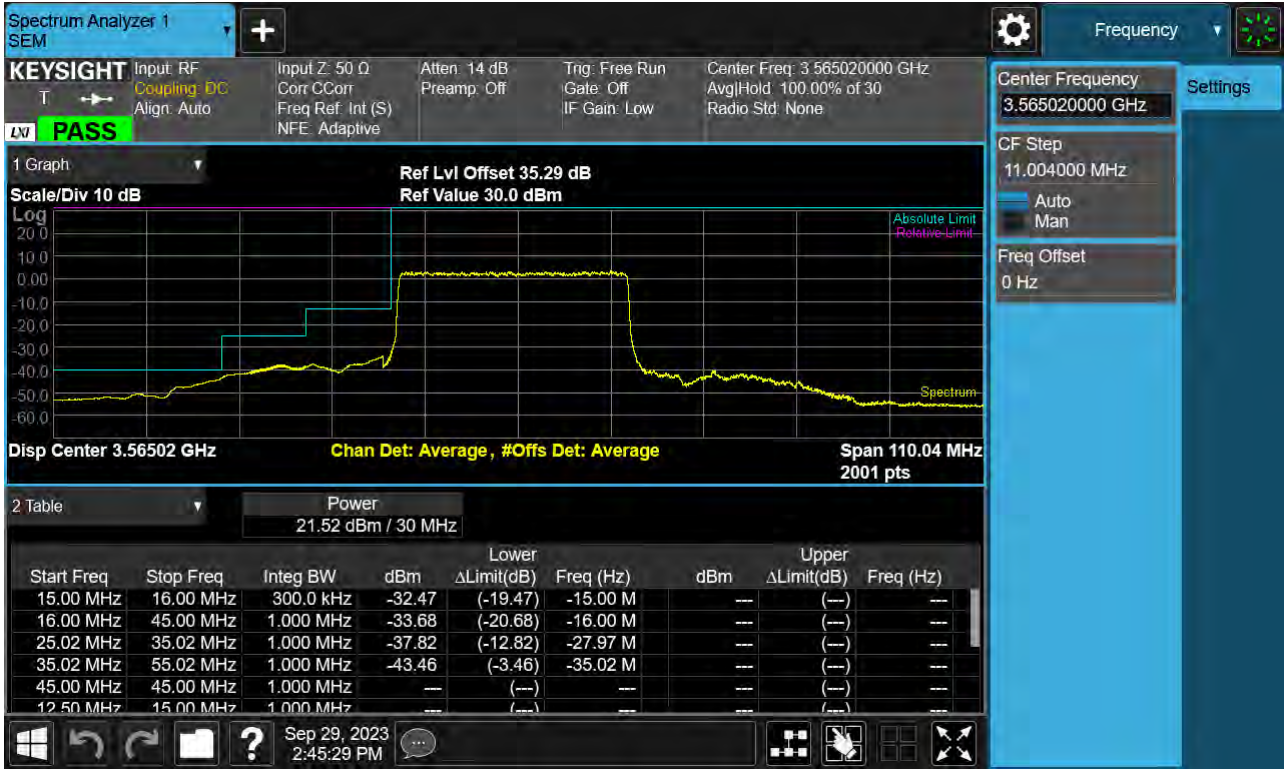 Spectrum Analyzer 1
SEM
Frequency
KEYSIGHT
Input: RF
Coupling: DC
Align: Auto
Input Z: 50 Ω
Corr CCorr
Freq Ref: Int (S)
NFE: Adaptive
Atten: 14 dB
Preamp: Off
Trig: Free Run
Gate: Off
IF Gain: Low
Center Freq: 3.565020000 GHz
Avg|Hold: 100.00% of 30
Radio Std: None
T
LXI
PASS
Center Frequency
3.565020000 GHz
Settings
CF Step
11.004000 MHz
Auto
Man
Freq Offset
0 Hz
1 Graph
Ref Lvl Offset 35.29 dB
Scale/Div 10 dB
Ref Value 30.0 dBm
Log
Absolute Limit
Relative Limit
20.0
10.0
0.00
-10.0
-20.0
-30.0
-40.0
-50.0
Spectrum
-60.0
Disp Center 3.56502 GHz
Chan Det: Average, #Offs Det: Average
Span 110.04 MHz
2001 pts
2 Table
Power
21.52 dBm / 30 MHz
Lower Upper
Start Freq Stop Freq Integ BW dBm ΔLimit(dB) Freq (Hz) dBm ΔLimit(dB) Freq (Hz)
15.00 MHz 16.00 MHz 300.0 kHz -32.47 (-19.47) -15.00 M --- (---) ---
16.00 MHz 45.00 MHz 1.000 MHz -33.68 (-20.68) -16.00 M --- (---) ---
25.02 MHz 35.02 MHz 1.000 MHz -37.82 (-12.82) -27.97 M --- (---) ---
35.02 MHz 55.02 MHz 1.000 MHz -43.46 (-3.46) -35.02 M --- (---) ---
45.00 MHz 45.00 MHz 1.000 MHz --- (---) --- --- (---) ---
12.50 MHz 15.00 MHz 1.000 MHz --- (---) --- --- (---) ---
Sep 29, 2023
2:45:29 PM